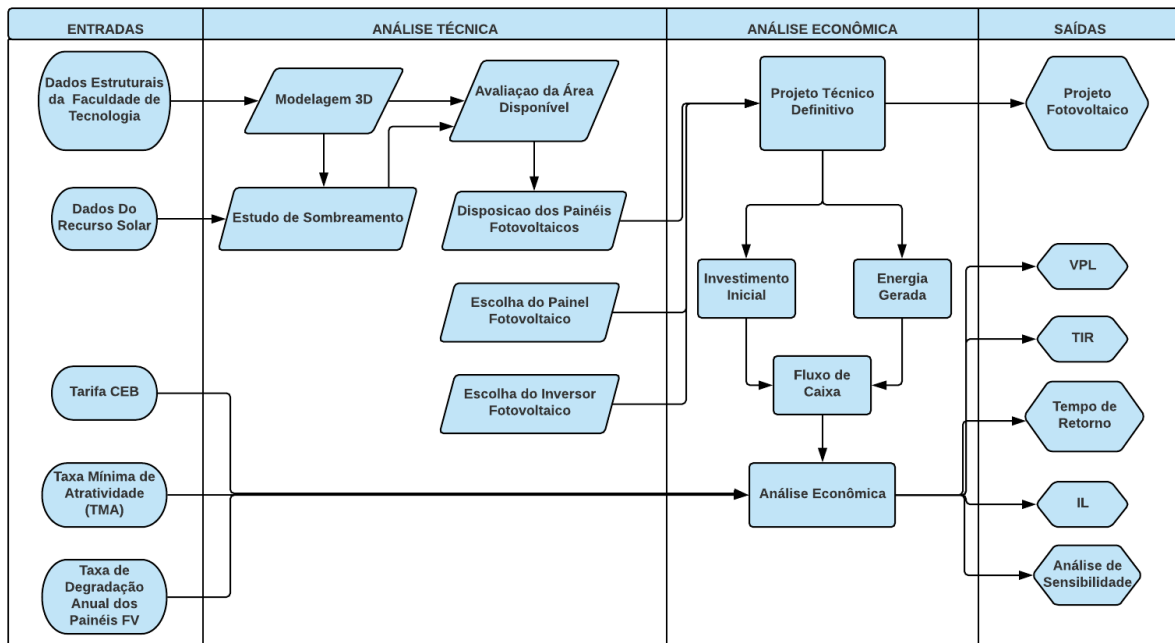 ENTRADAS
ANÁLISE TÉCNICA
ANÁLISE ECONÔMICA
SAÍDAS
Dados Estruturais
da Faculdade de
Tecnologia
Modelagem 3D
Avaliaçao da Área
Disponível
Projeto Técnico
Definitivo
Projeto
Fotovoltaico
Dados Do
Recurso Solar
Estudo de Sombreamento
Disposicao dos Painéis
Fotovoltaicos
Investimento
Inicial
Energia
Gerada
VPL
Escolha do Painel
Fotovoltaico
TIR
Tarifa CEB
Escolha do Inversor
Fotovoltaico
Fluxo de
Caixa
Tempo de
Retorno
Taxa Mínima de
Atratividade
(TMA)
Análise Econômica
IL
Taxa de
Degradação
Anual dos
Painéis FV
Análise de
Sensibilidade